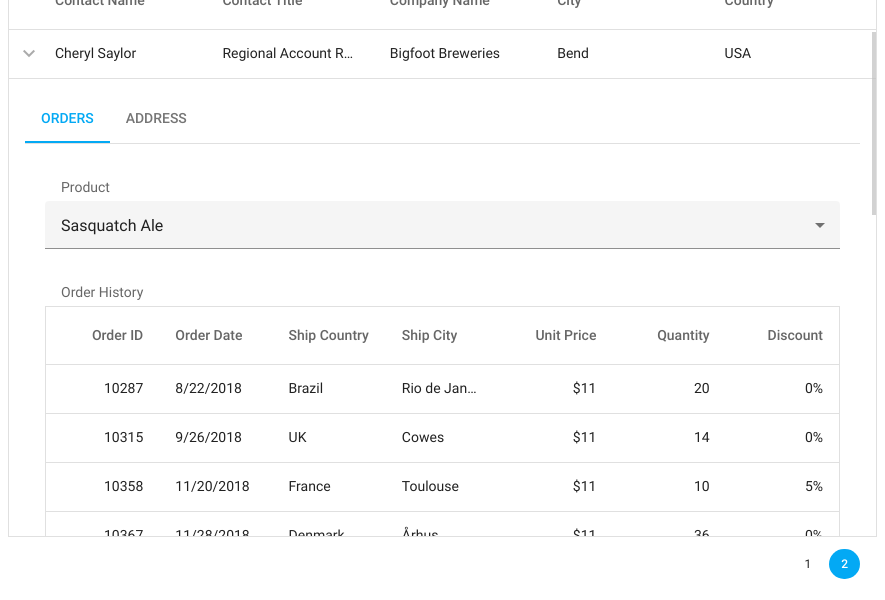 Contact Name Contact Title Company Name City Country
Cheryl Saylor Regional Account R... Bigfoot Breweries Bend USA
ORDERS ADDRESS
Product
Sasquatch Ale
Order History
Order ID Order Date Ship Country Ship City Unit Price Quantity Discount
10287 8/22/2018 Brazil Rio de Jan... $11 20 0%
10315 9/26/2018 UK Cowes $11 14 0%
10358 11/20/2018 France Toulouse $11 10 5%
10367 11/28/2018 Denmark Århus $11 36 0%
1 2